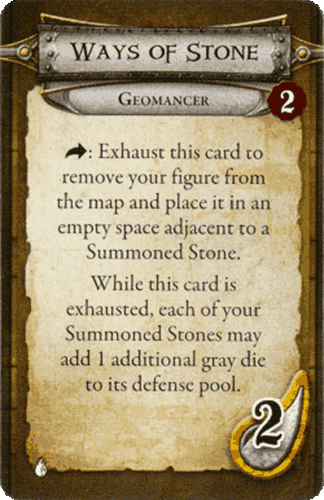 WAYS OF STONE
GEOMANCER
2
: Exhaust this card to
remove your figure from
the map and place it in an
empty space adjacent to a
Summoned Stone.
While this card is
exhausted, each of your
Summoned Stones may
add 1 additional gray die
to its defense pool.
2